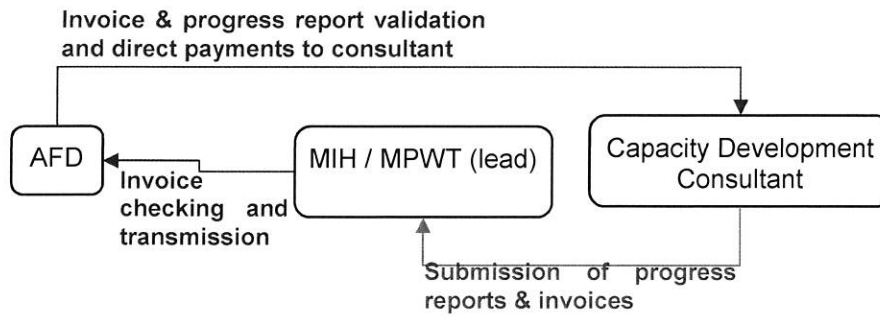 Invoice & progress report validation
and direct payments to consultant
AFD
MIH / MPWT (lead)
Capacity Development
Consultant
Invoice
checking and
transmission
Submission of progress
reports & invoices